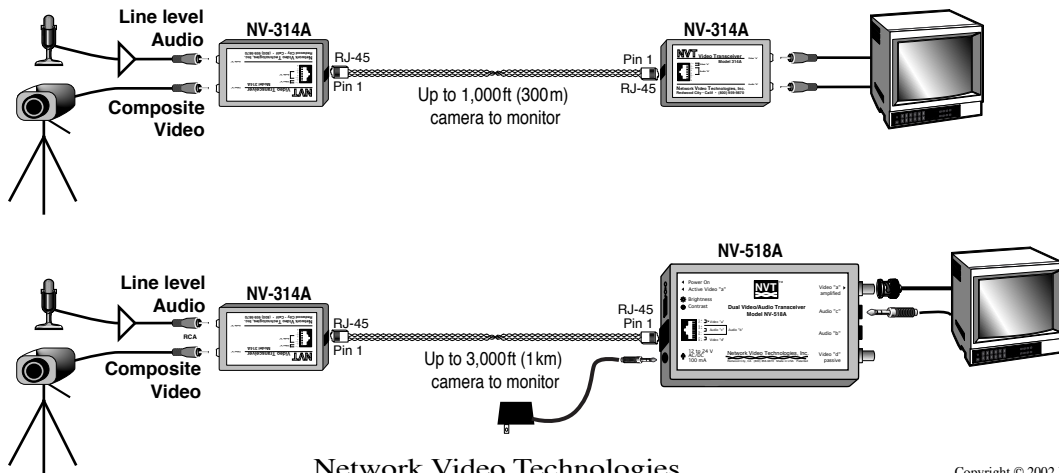 Line level
Audio
NV-314A
RJ-45
Pin 1
Composite
Video
Up to 1,000ft (300m)
camera to monitor
NV-314A
Pin 1
RJ-45
NVT Video Transceiver
Model 314A
Network Video Technologies, Inc.
Line level
Audio
RCA
NV-314A
RJ-45
Pin 1
Composite
Video
Up to 3,000ft (1km)
camera to monitor
NV-518A
RJ-45
Pin 1
Power On
Active Video "a"
Brightness
Contrast
NVT
Dual Video/Audio Transceiver
Model NV-518A
Video "a"
amplified
Audio "c"
Audio "b"
Video "d"
passive
12 to 24 V
AC/DC
100 mA
Network Video Technologies, Inc.
Network Video Technologies
Copyright © 2002